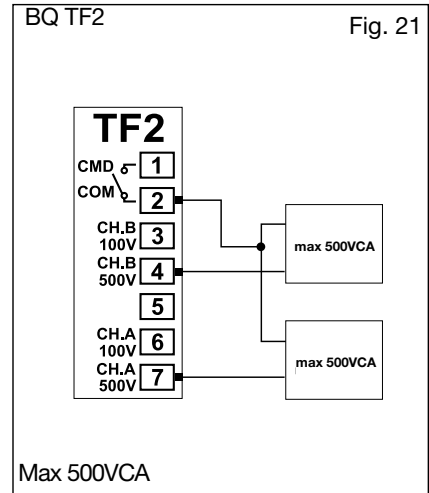 BQ TF2
Fig. 21
TF2
CMD 1
COM 2
CH.B
100V 3
CH.B
500V 4
5
CH.A
100V 6
CH.A
500V 7
max 500VCA
max 500VCA
Max 500VCA